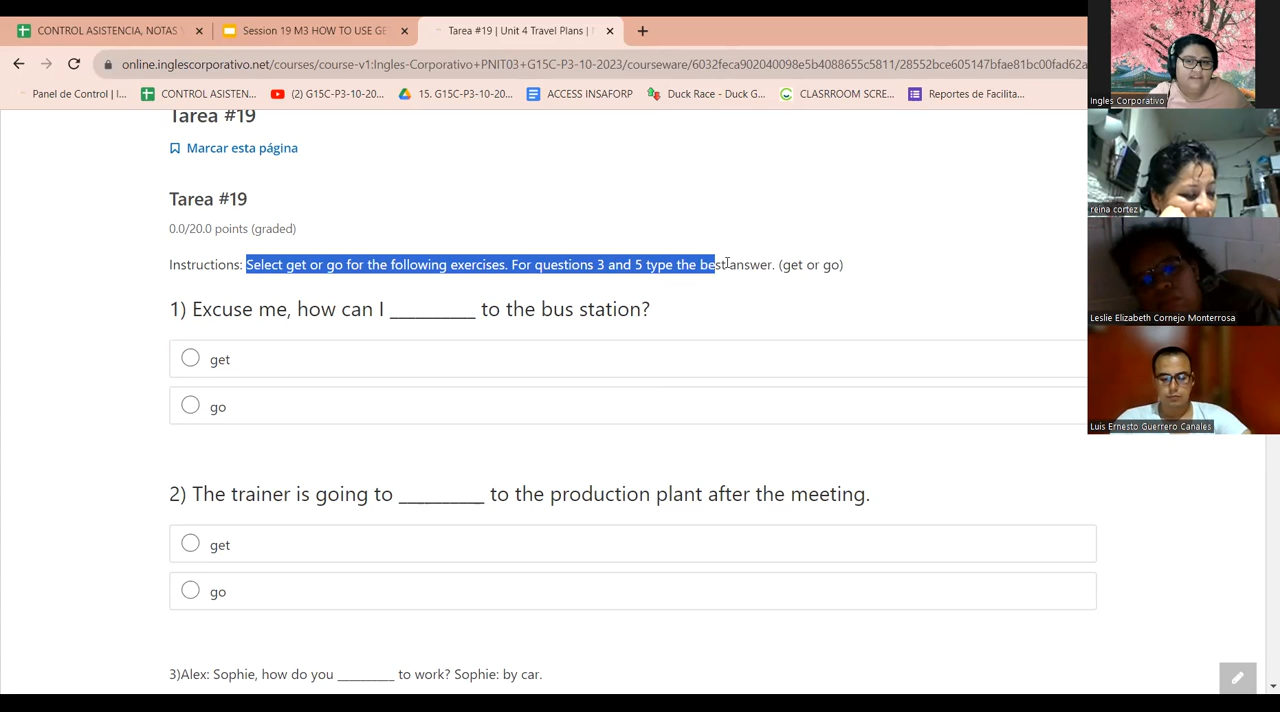 CONTROL ASISTENCIA, NOTAS
Session 19 M3 HOW TO USE GE
Tarea #19 | Unit 4 Travel Plans |
online.inglescorporativo.net/courses/course-v1:Ingles-Corporativo+PNIT03+G15C-P3-10-2023/courseware/6032feca902040098e5b4088655c5811/28552bce605147bfae81bc00fad62a
Panel de Control | I...
CONTROL ASISTEN...
(2) G15C-P3-10-20...
15. G15C-P3-10-20...
ACCESS INSAFORP
Duck Race - Duck G...
CLASRROOM SCRE...
Reportes de Facilita...
Tarea #19
Marcar esta página
Tarea #19
0.0/20.0 points (graded)
Instructions: Select get or go for the following exercises. For questions 3 and 5 type the best answer. (get or go)
1) Excuse me, how can I _________ to the bus station?
get
go
2) The trainer is going to _________ to the production plant after the meeting.
get
go
3)Alex: Sophie, how do you ________ to work? Sophie: by car.
Ingles Corporativo
reina cortez
Leslie Elizabeth Cornejo Monterrosa
Luis Ernesto Guerrero Canales